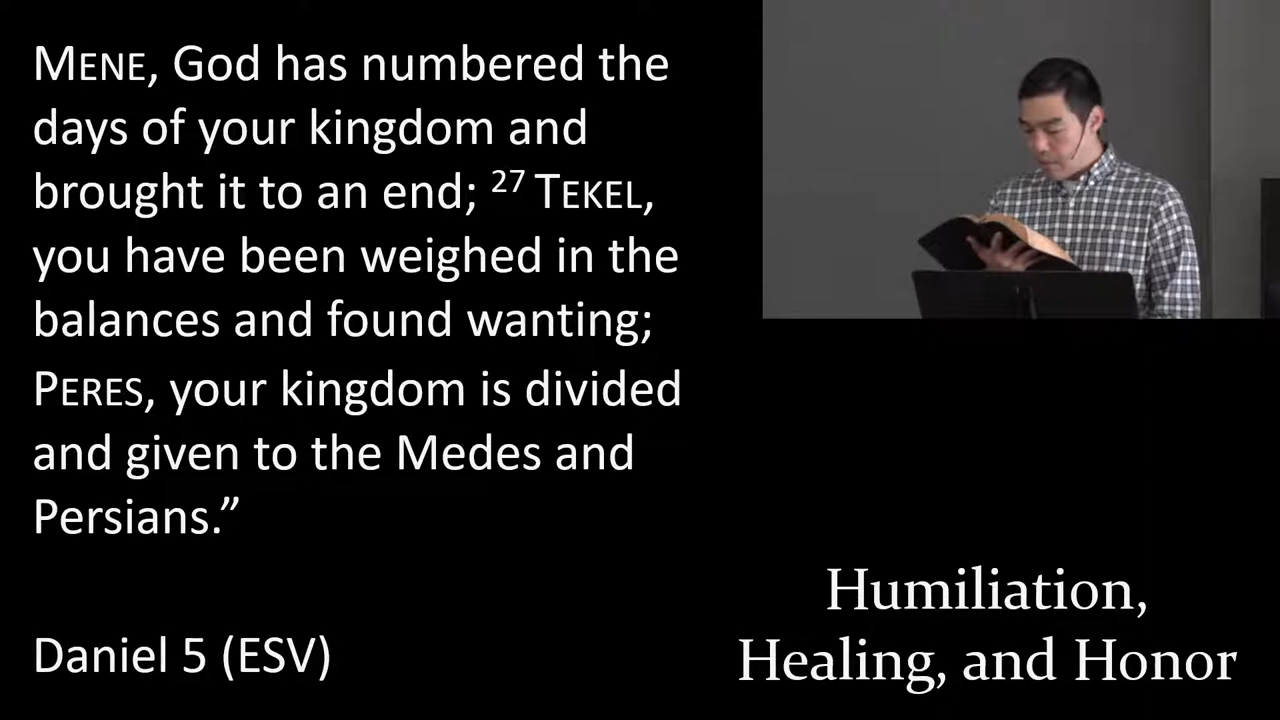 MENE, God has numbered the
days of your kingdom and
brought it to an end; 27 TEKEL,
you have been weighed in the
balances and found wanting;
PERES, your kingdom is divided
and given to the Medes and
Persians.”
Daniel 5 (ESV)
Humiliation,
Healing, and Honor